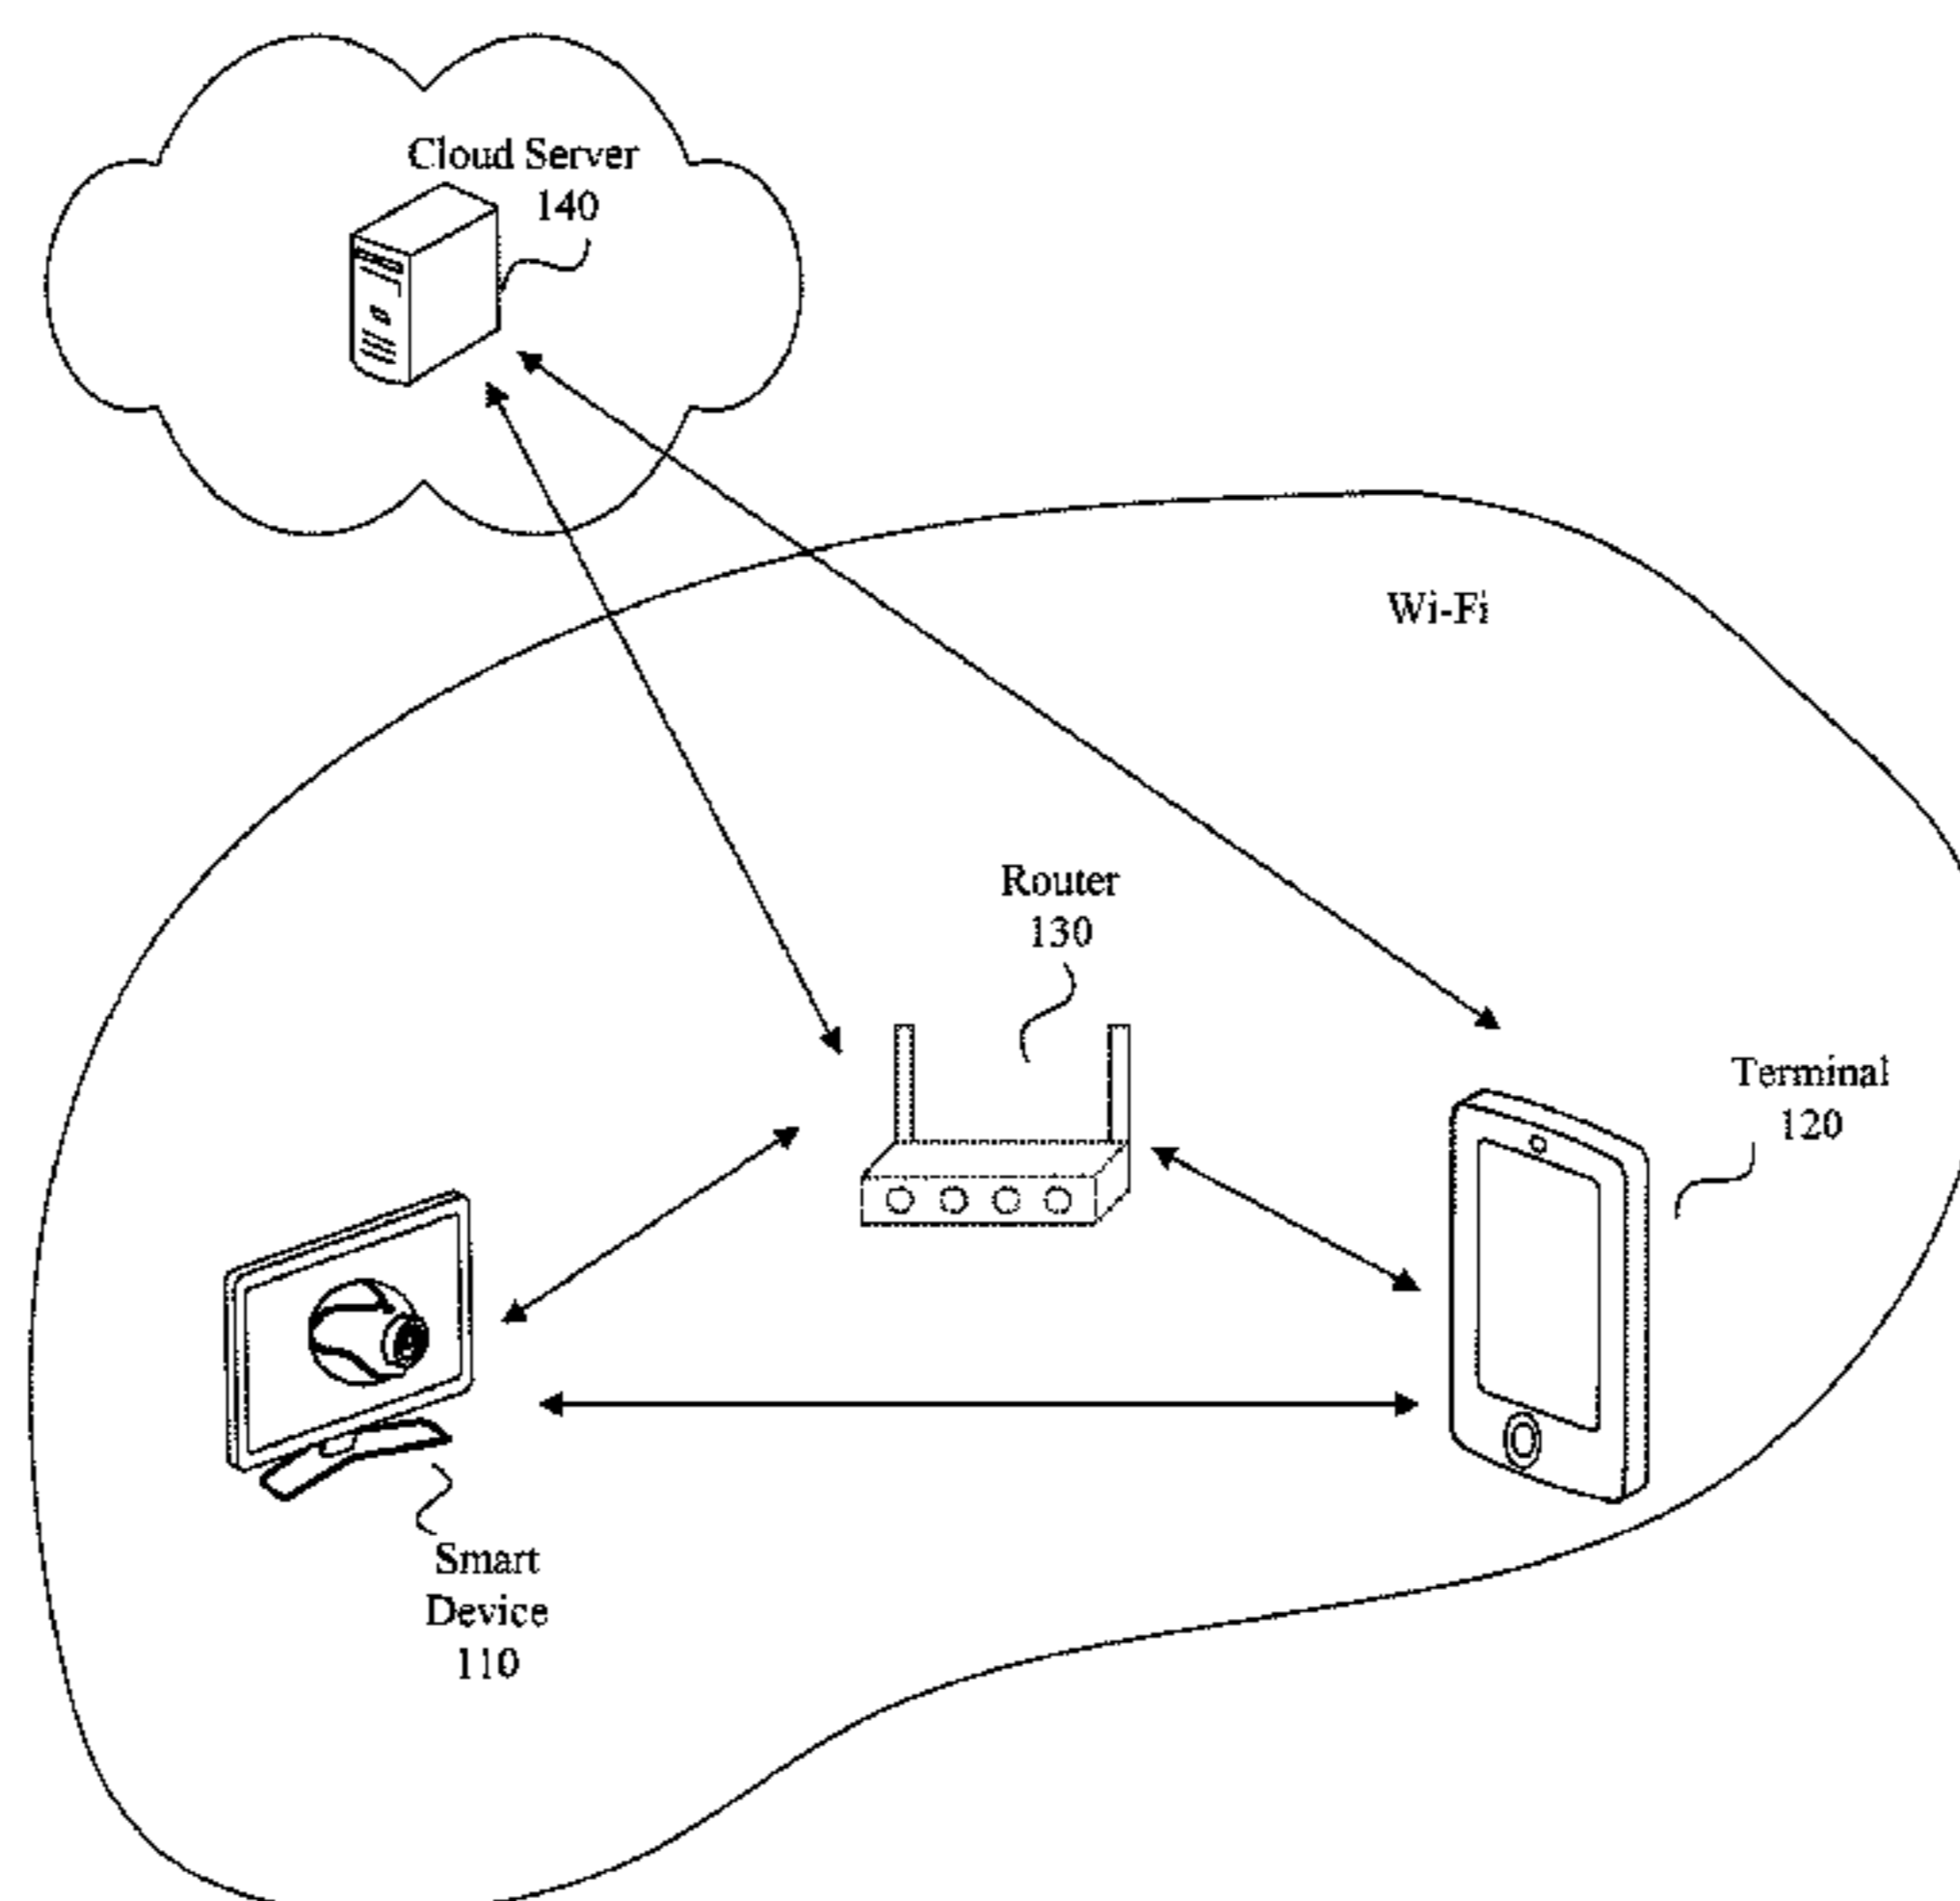 Cloud Server
140
Wi-Fi
Router
130
Terminal
120
Smart
Device
110